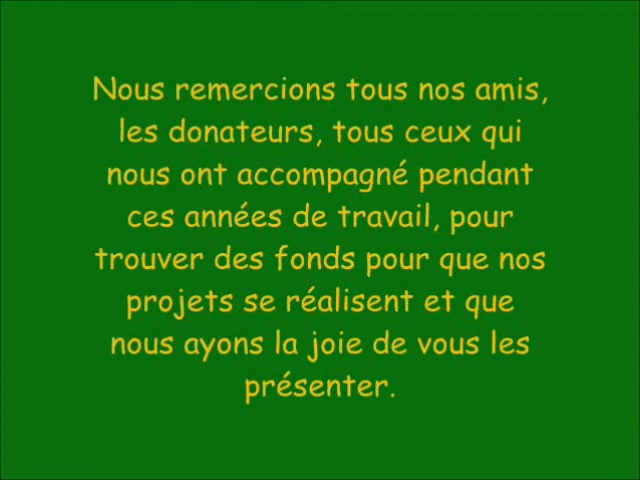 Nous remercions tous nos amis,
les donateurs, tous ceux qui
nous ont accompagné pendant
ces années de travail, pour
trouver des fonds pour que nos
projets se réalisent et que
nous ayons la joie de vous les
présenter.